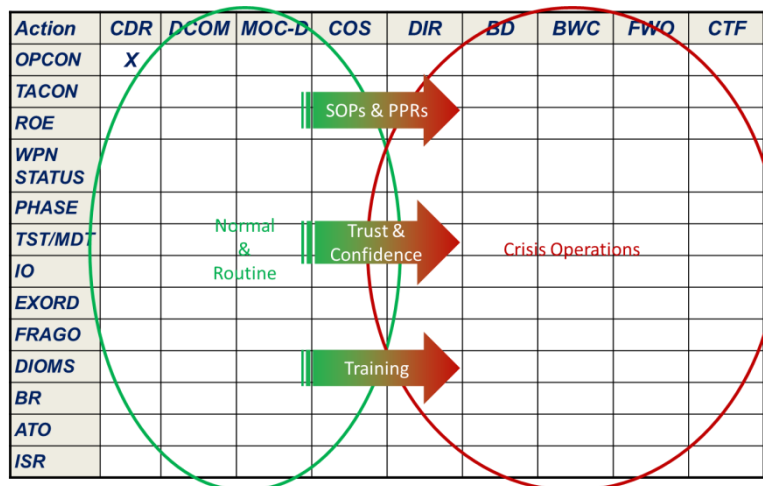 Action CDR DCOM MOC-D COS DIR BD BWC FWO CTF
OPCON X
TACON
SOPs & PPRs
ROE
WPN
STATUS
PHASE
Normal
&
Routine
Trust &
Confidence
Crisis Operations
TST/MDT
IO
EXORD
FRAGO
DIOMS
Training
BR
ATO
ISR